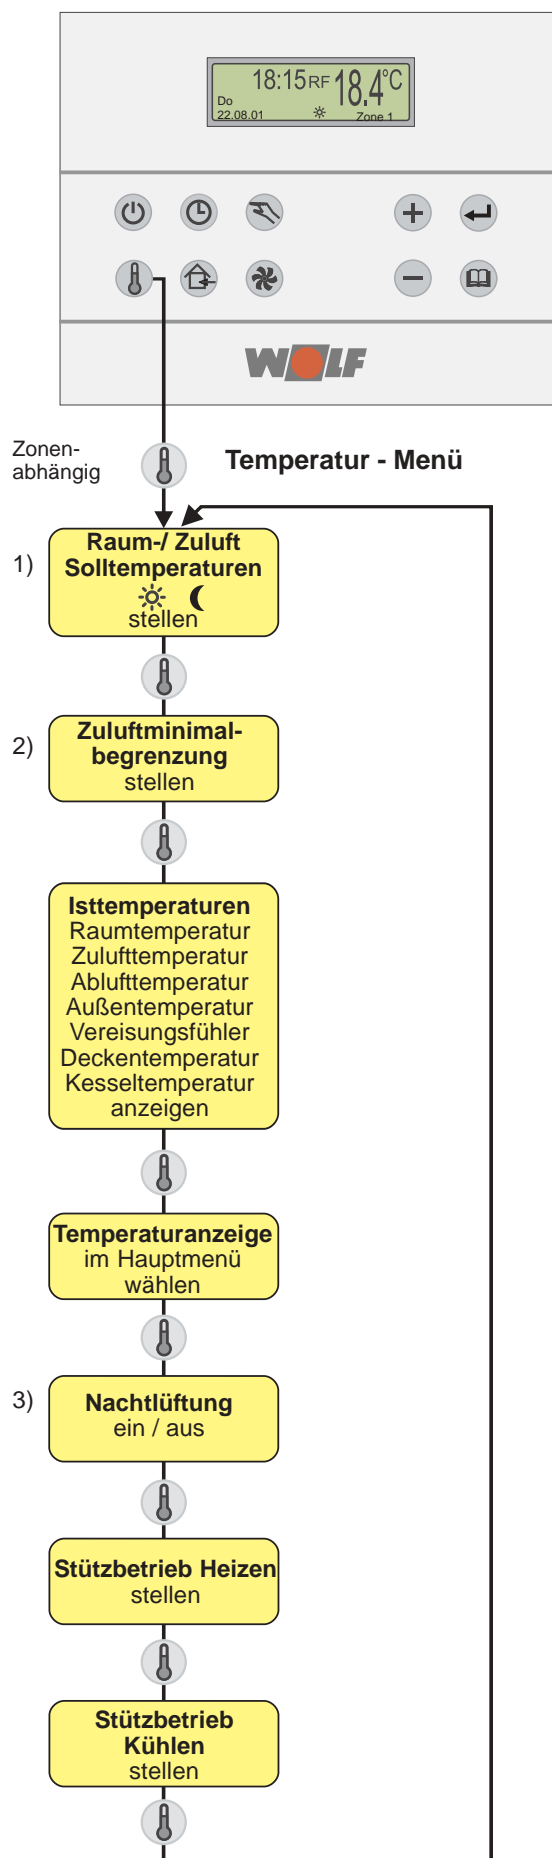 18:15 RF 18.4°C
Do
22.08.01 Zone 1
WOLF
Zonen-
abhängig
Temperatur - Menü
1)
Raum-/ Zuluft
Solltemperaturen
stellen
2)
Zuluftminimal-
begrenzung
stellen
Isttemperaturen
Raumtemperatur
Zulufttemperatur
Ablufttemperatur
Außentemperatur
Vereisungsfühler
Deckentemperatur
Kesseltemperatur
anzeigen
Temperaturanzeige
im Hauptmenü
wählen
3)
Nachtlüftung
ein / aus
Stützbetrieb Heizen
stellen
Stützbetrieb
Kühlen
stellen